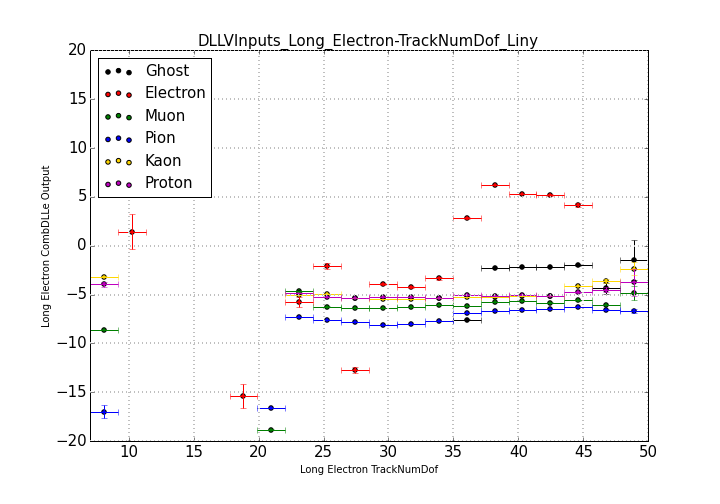 DLLVInputs_Long_Electron-TrackNumDof_Liny
20
15
10
5
0
−5
−10
−15
−20
Long Electron CombDLLe Output
Ghost
Electron
Muon
Pion
Kaon
Proton
10 15 20 25 30 35 40 45 50
Long Electron TrackNumDof